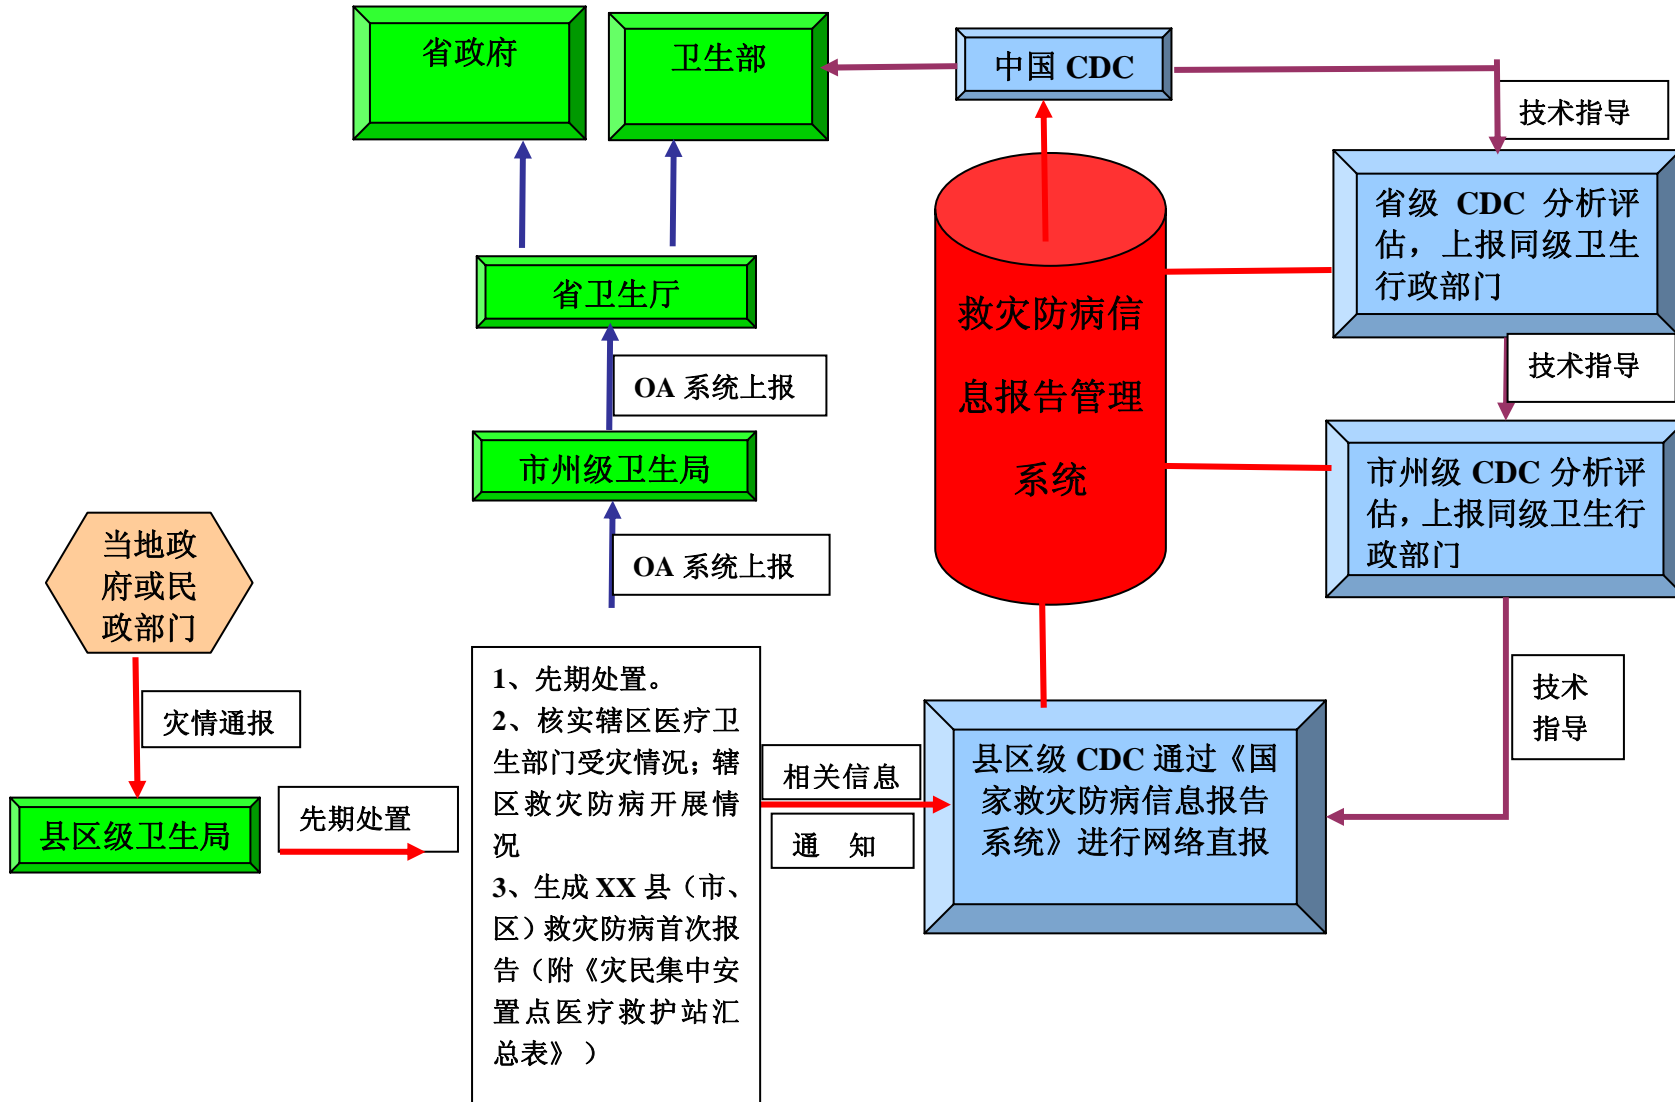 省政府
卫生部
中国 CDC
技术指导
省级 CDC 分析评
估，上报同级卫生
行政部门
省卫生厅
救灾防病信
息报告管理
系统
OA 系统上报
技术指导
市州级卫生局
市州级 CDC 分析评
估，上报同级卫生行
政部门
OA 系统上报
当地政
府或民
政部门
灾情通报
县区级卫生局
先期处置
1、先期处置。
2、核实辖区医疗卫
生部门受灾情况；辖
区救灾防病开展情
况
3、生成 XX 县（市、
区）救灾防病首次报
告（附《灾民集中安
置点医疗救护站汇
总表》）
相关信息
通 知
县区级 CDC 通过《国
家救灾防病信息报告
系统》进行网络直报
技术
指导